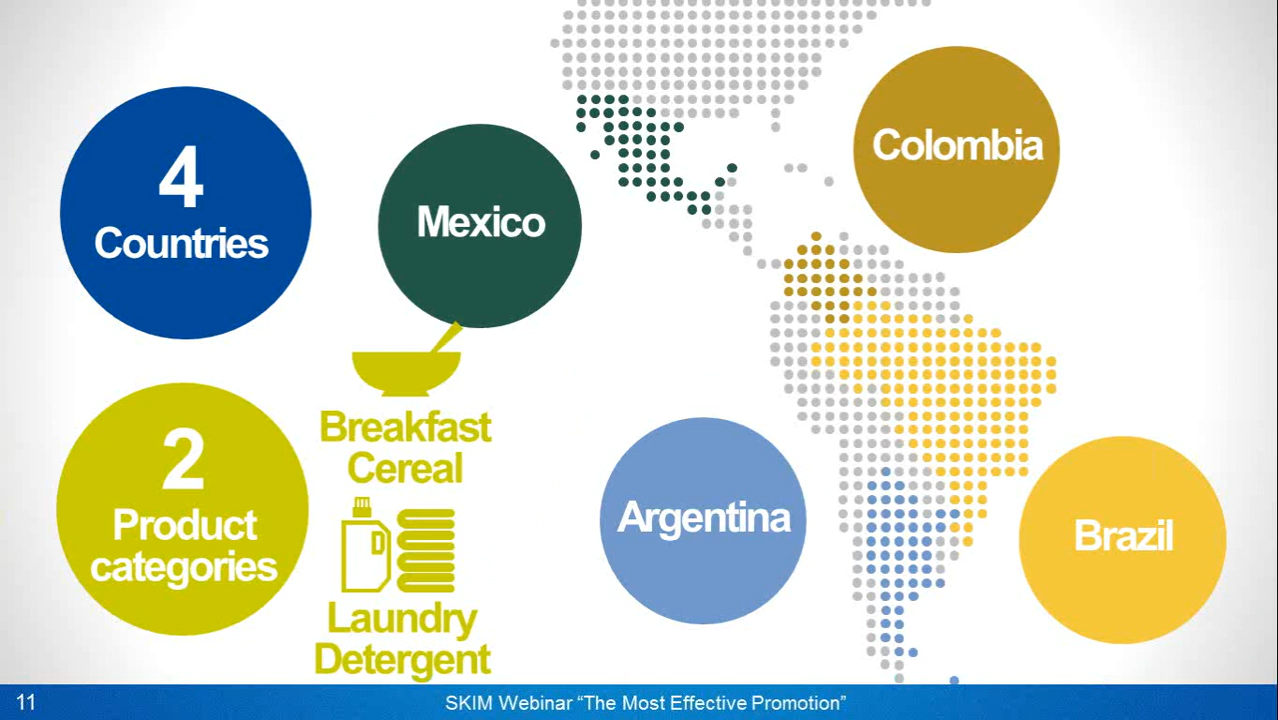 4
Countries
Mexico
Colombia
2
Product
categories
Breakfast
Cereal
Laundry
Detergent
Argentina
Brazil
11
SKIM Webinar “The Most Effective Promotion”